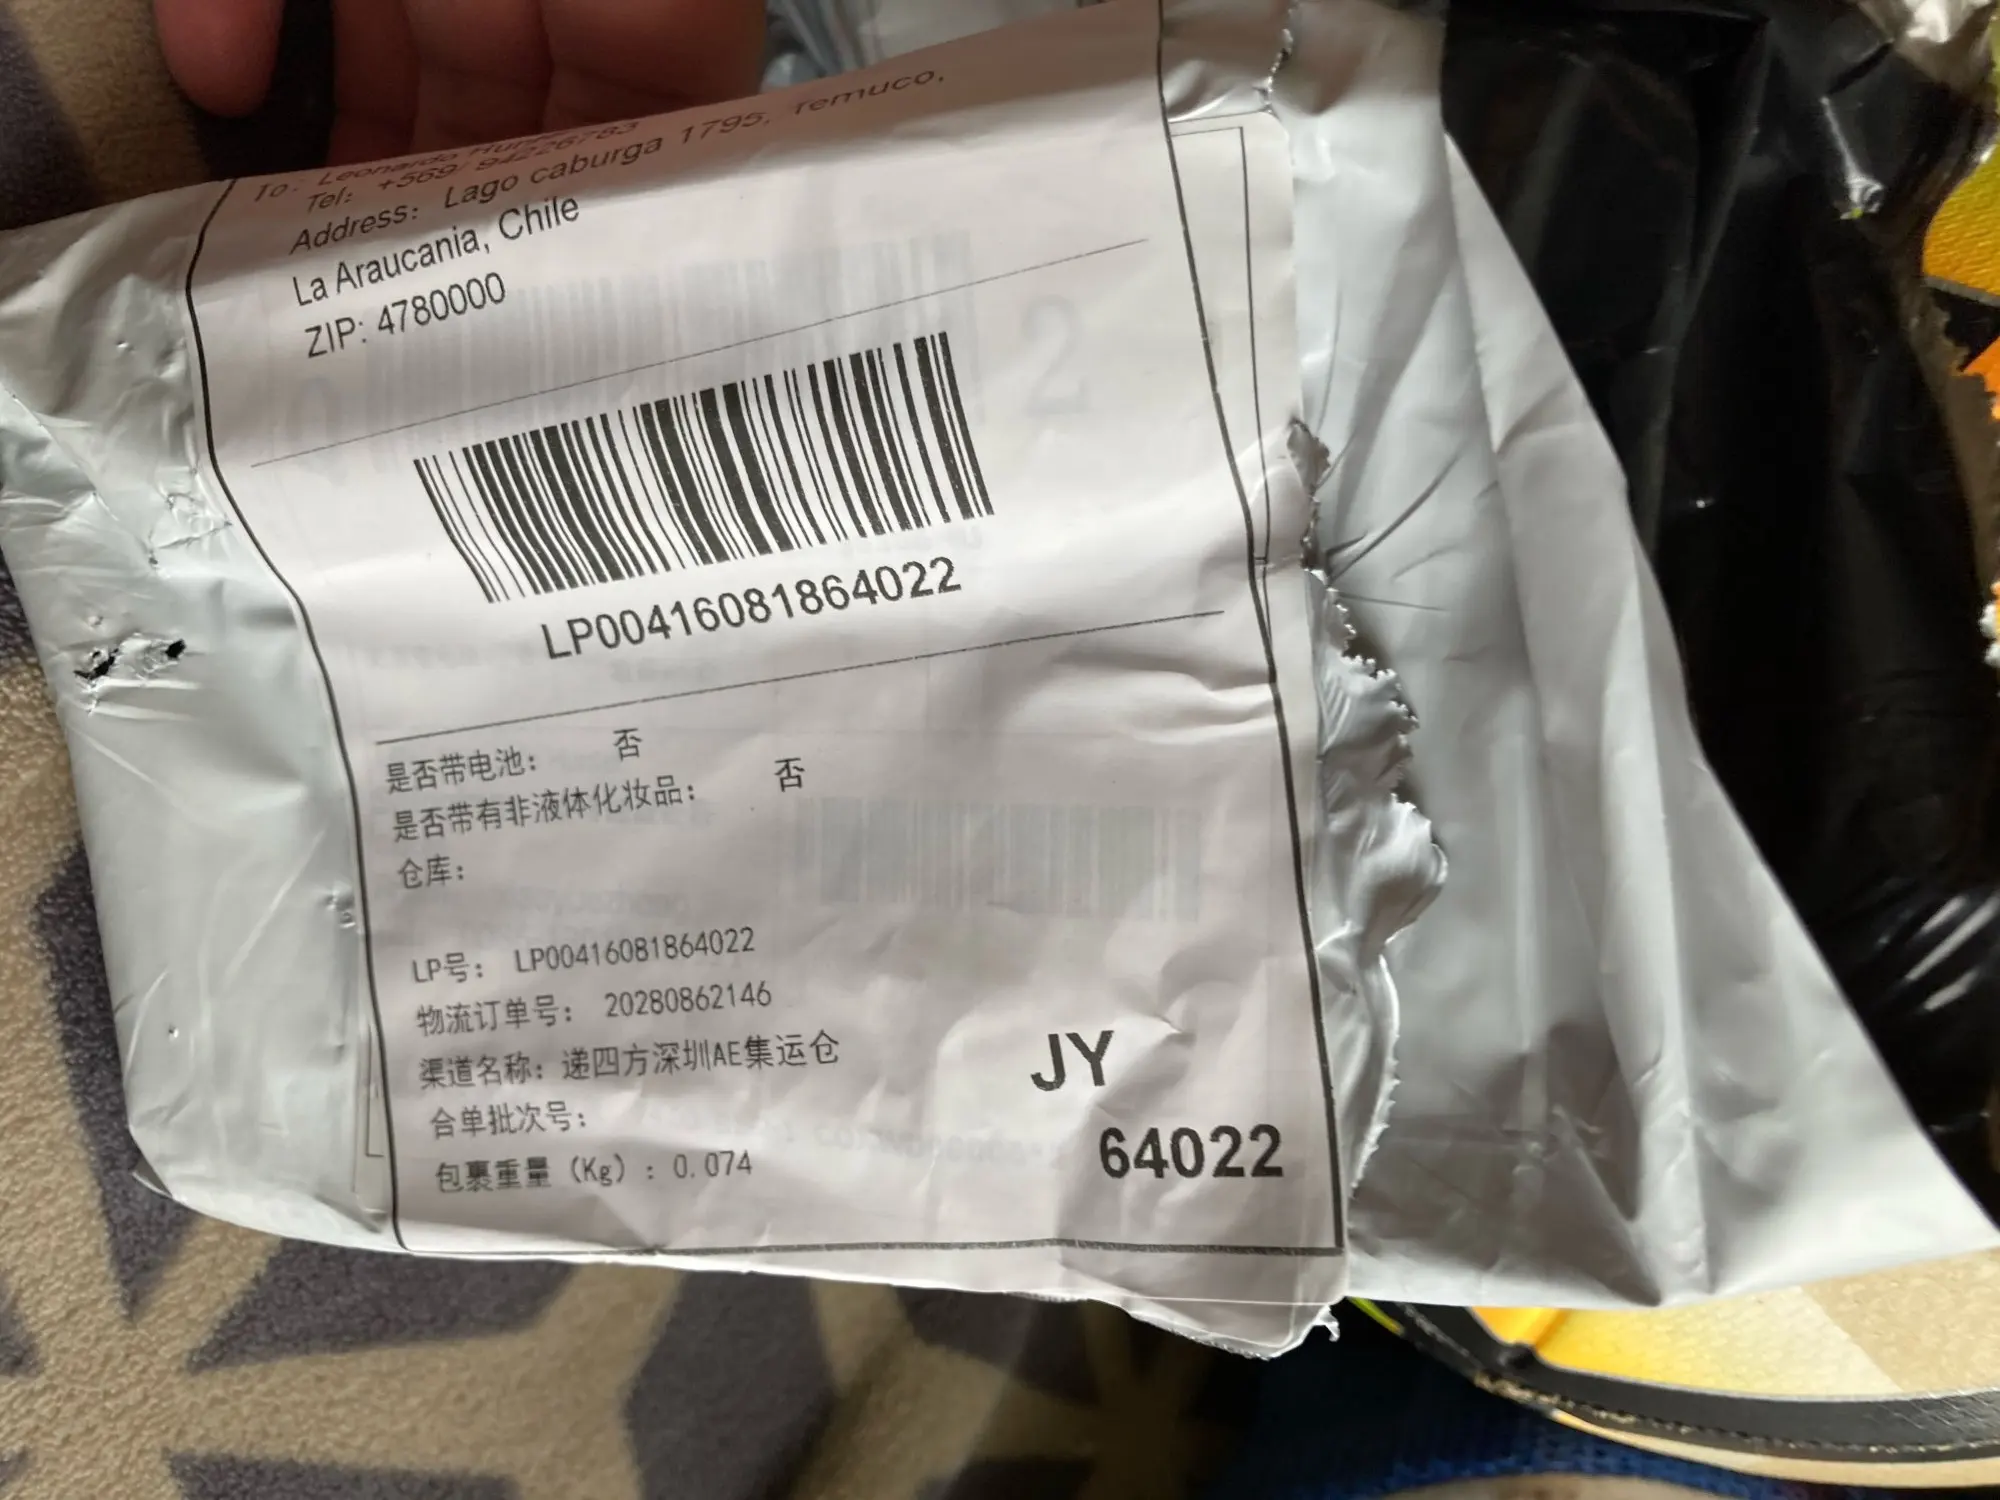 To: Leonardo
Tel: +569/ 94226783
Address: Lago caburga 1795, Temuco,
La Araucania, Chile
ZIP: 4780000
LP00416081864022
是否带电池: 否
是否带有非液体化妆品: 否
仓库:
LP号: LP00416081864022
物流订单号: 20280862146
渠道名称: 递四方深圳AE集运仓
JY
合单批次号:
64022
包裹重量 (Kg) : 0.074